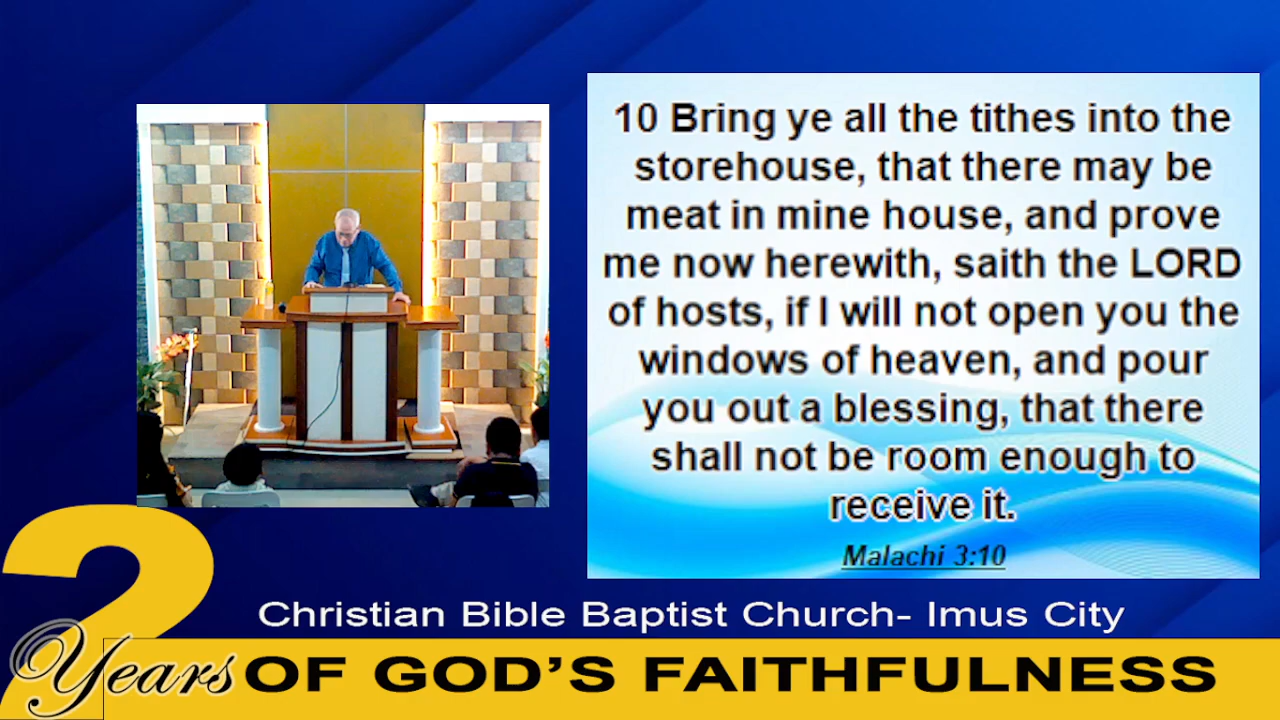 10 Bring ye all the tithes into the
storehouse, that there may be
meat in mine house, and prove
me now herewith, saith the LORD
of hosts, if I will not open you the
windows of heaven, and pour
you out a blessing, that there
shall not be room enough to
receive it.
Malachi 3:10
Christian Bible Baptist Church- Imus City
2 Years OF GOD'S FAITHFULNESS